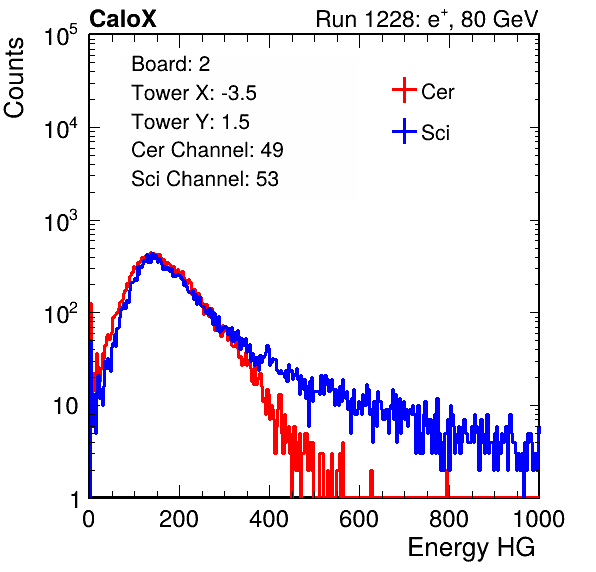 CaloX Run 1228: e⁺, 80 GeV
Counts
10⁵
10⁴
10³
10²
10
1
Board: 2
Tower X: -3.5
Tower Y: 1.5
Cer Channel: 49
Sci Channel: 53
Cer
Sci
0 200 400 600 800 1000
Energy HG